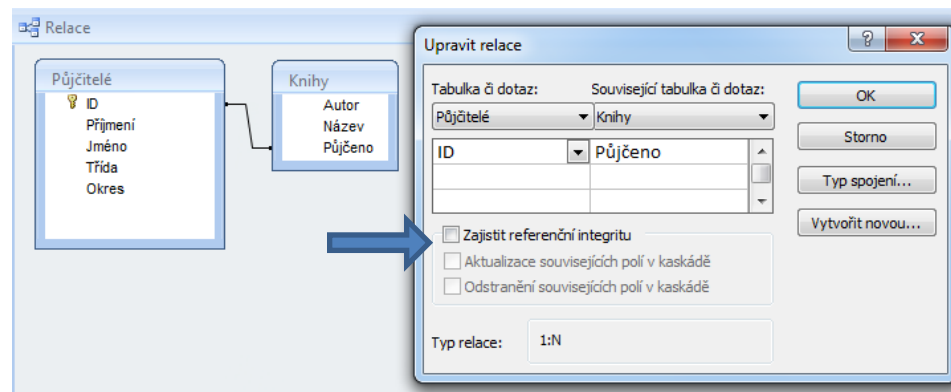 Relace
Půjčitelé
ID
Příjmení
Jméno
Třída
Okres
Knihy
Autor
Název
Půjčeno
Upravit relace
Tabulka či dotaz:
Související tabulka či dotaz:
Půjčitelé
Knihy
ID
Půjčeno
Zajistit referenční integritu
Aktualizace souvisejících polí v kaskádě
Odstranění souvisejících polí v kaskádě
Typ relace:
1:N
OK
Storno
Typ spojení...
Vytvořit novou...